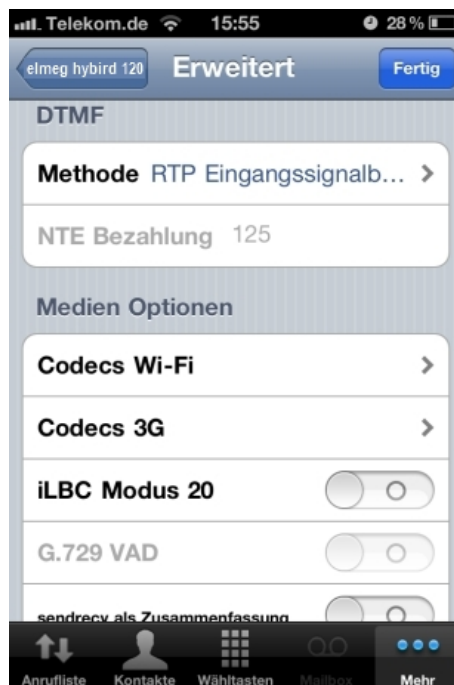 Telekom.de 15:55 28 %
elmeg hybird 120 Erweitert Fertig
DTMF
Methode RTP Eingangssignalb...
NTE Bezahlung 125
Medien Optionen
Codecs Wi-Fi
Codecs 3G
iLBC Modus 20
G.729 VAD
sendrecv als Zusammenfassung
Anrufliste Kontakte Wähltasten Mailbox Mehr